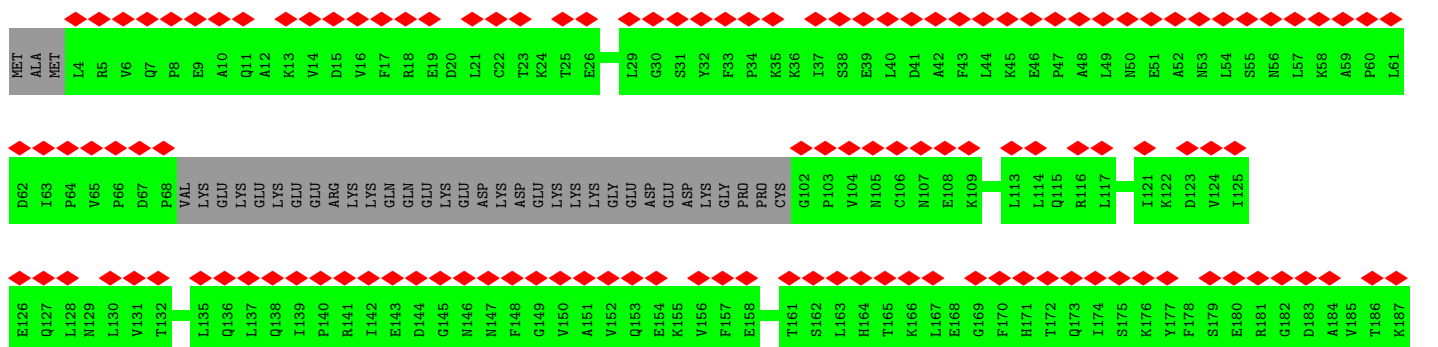 MET ALA MET L4 R5 V6 Q7 P8 E9 A10 Q11 A12 K13 V14 D15 V16 F17 R18 E19 D20 L21 C22 T23 K24 T25 E26 L29 G30 S31 Y32 F33 P34 K35 K36 I37 S38 E39 L40 D41 A42 F43 L44 K45 E46 P47 A48 L49 N50 E51 A52 N53 L54 S55 N56 L57 K58 A59 P60 L61
D62 I63 P64 V65 P66 D67 P68 VAL LYS GLU GLU LYS GLU LYS GLU GLU ARG LYS LYS GLN GLN GLU LYS GLU ASP LYS ASP GLU LYS LYS LYS GLY GLU ASP GLU ASP LYS GLY PRO PRO CYS G102 P103 V104 N105 C106 N107 E108 K109 L113 L114 Q115 R116 L117 I121 K122 D123 V124 I125
E126 Q127 L128 N129 L130 V131 T132 L135 Q136 L137 Q138 I139 P140 R141 I142 E143 D144 G145 N146 N147 F148 G149 V150 A151 V152 Q153 E154 K155 V156 F157 E158 T161 S162 L163 H164 T165 K166 L167 E168 G169 F170 H171 T172 Q173 I174 S175 K176 Y177 F178 S179 E180 R181 G182 D183 A184 V185 T186 K187